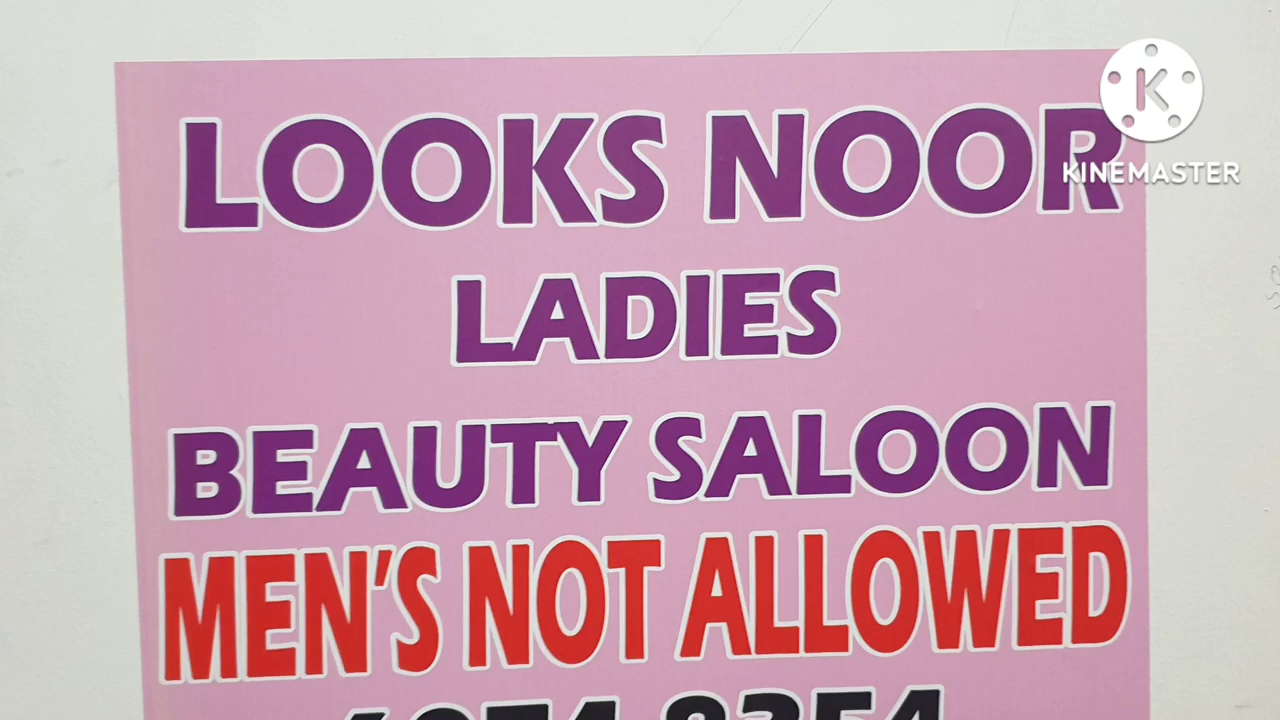 LOOKS NOOR
KINEMASTER
LADIES
BEAUTY SALOON
MEN'S NOT ALLOWED